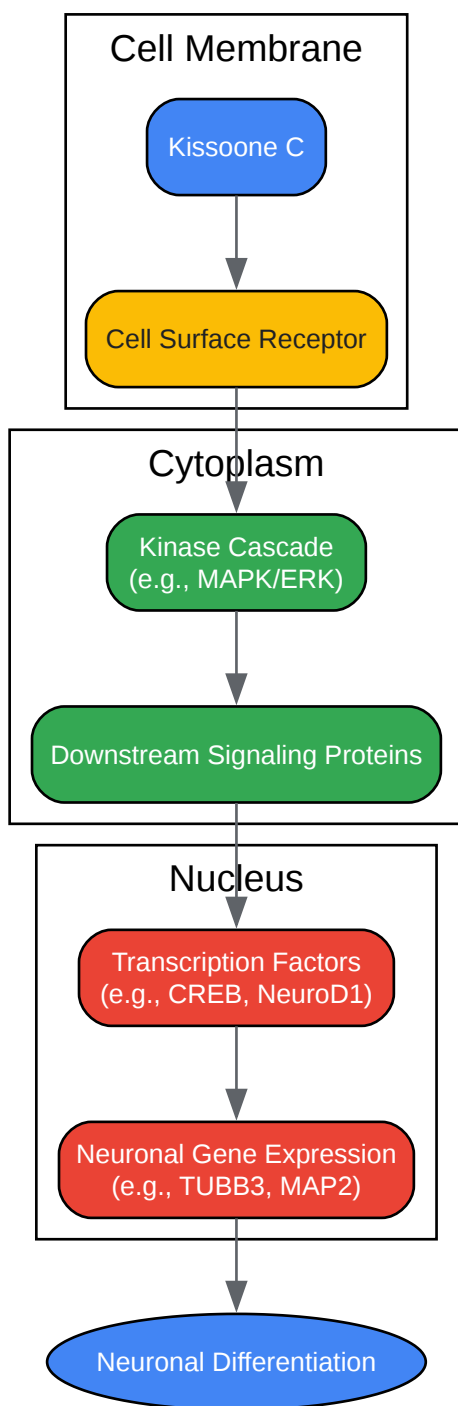 Cell Membrane
Kissoone C
Cell Surface Receptor
Cytoplasm
Kinase Cascade
(e.g., MAPK/ERK)
Downstream Signaling Proteins
Nucleus
Transcription Factors
(e.g., CREB, NeuroD1)
Neuronal Gene Expression
(e.g., TUBB3, MAP2)
Neuronal Differentiation